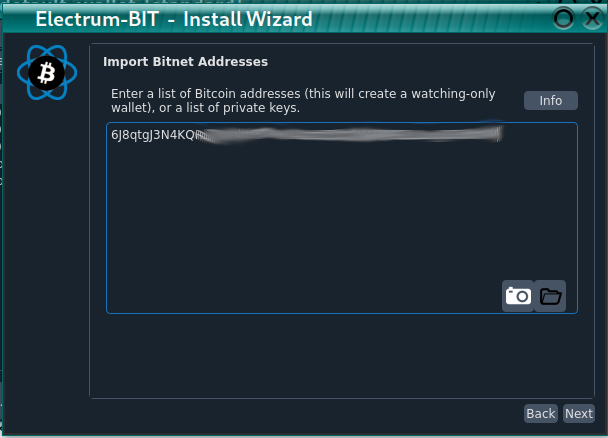 Electrum-BIT - Install Wizard
Import Bitnet Addresses
Enter a list of Bitcoin addresses (this will create a watching-only
wallet), or a list of private keys.
Info
6J8qtgJ3N4KQ
Back
Next